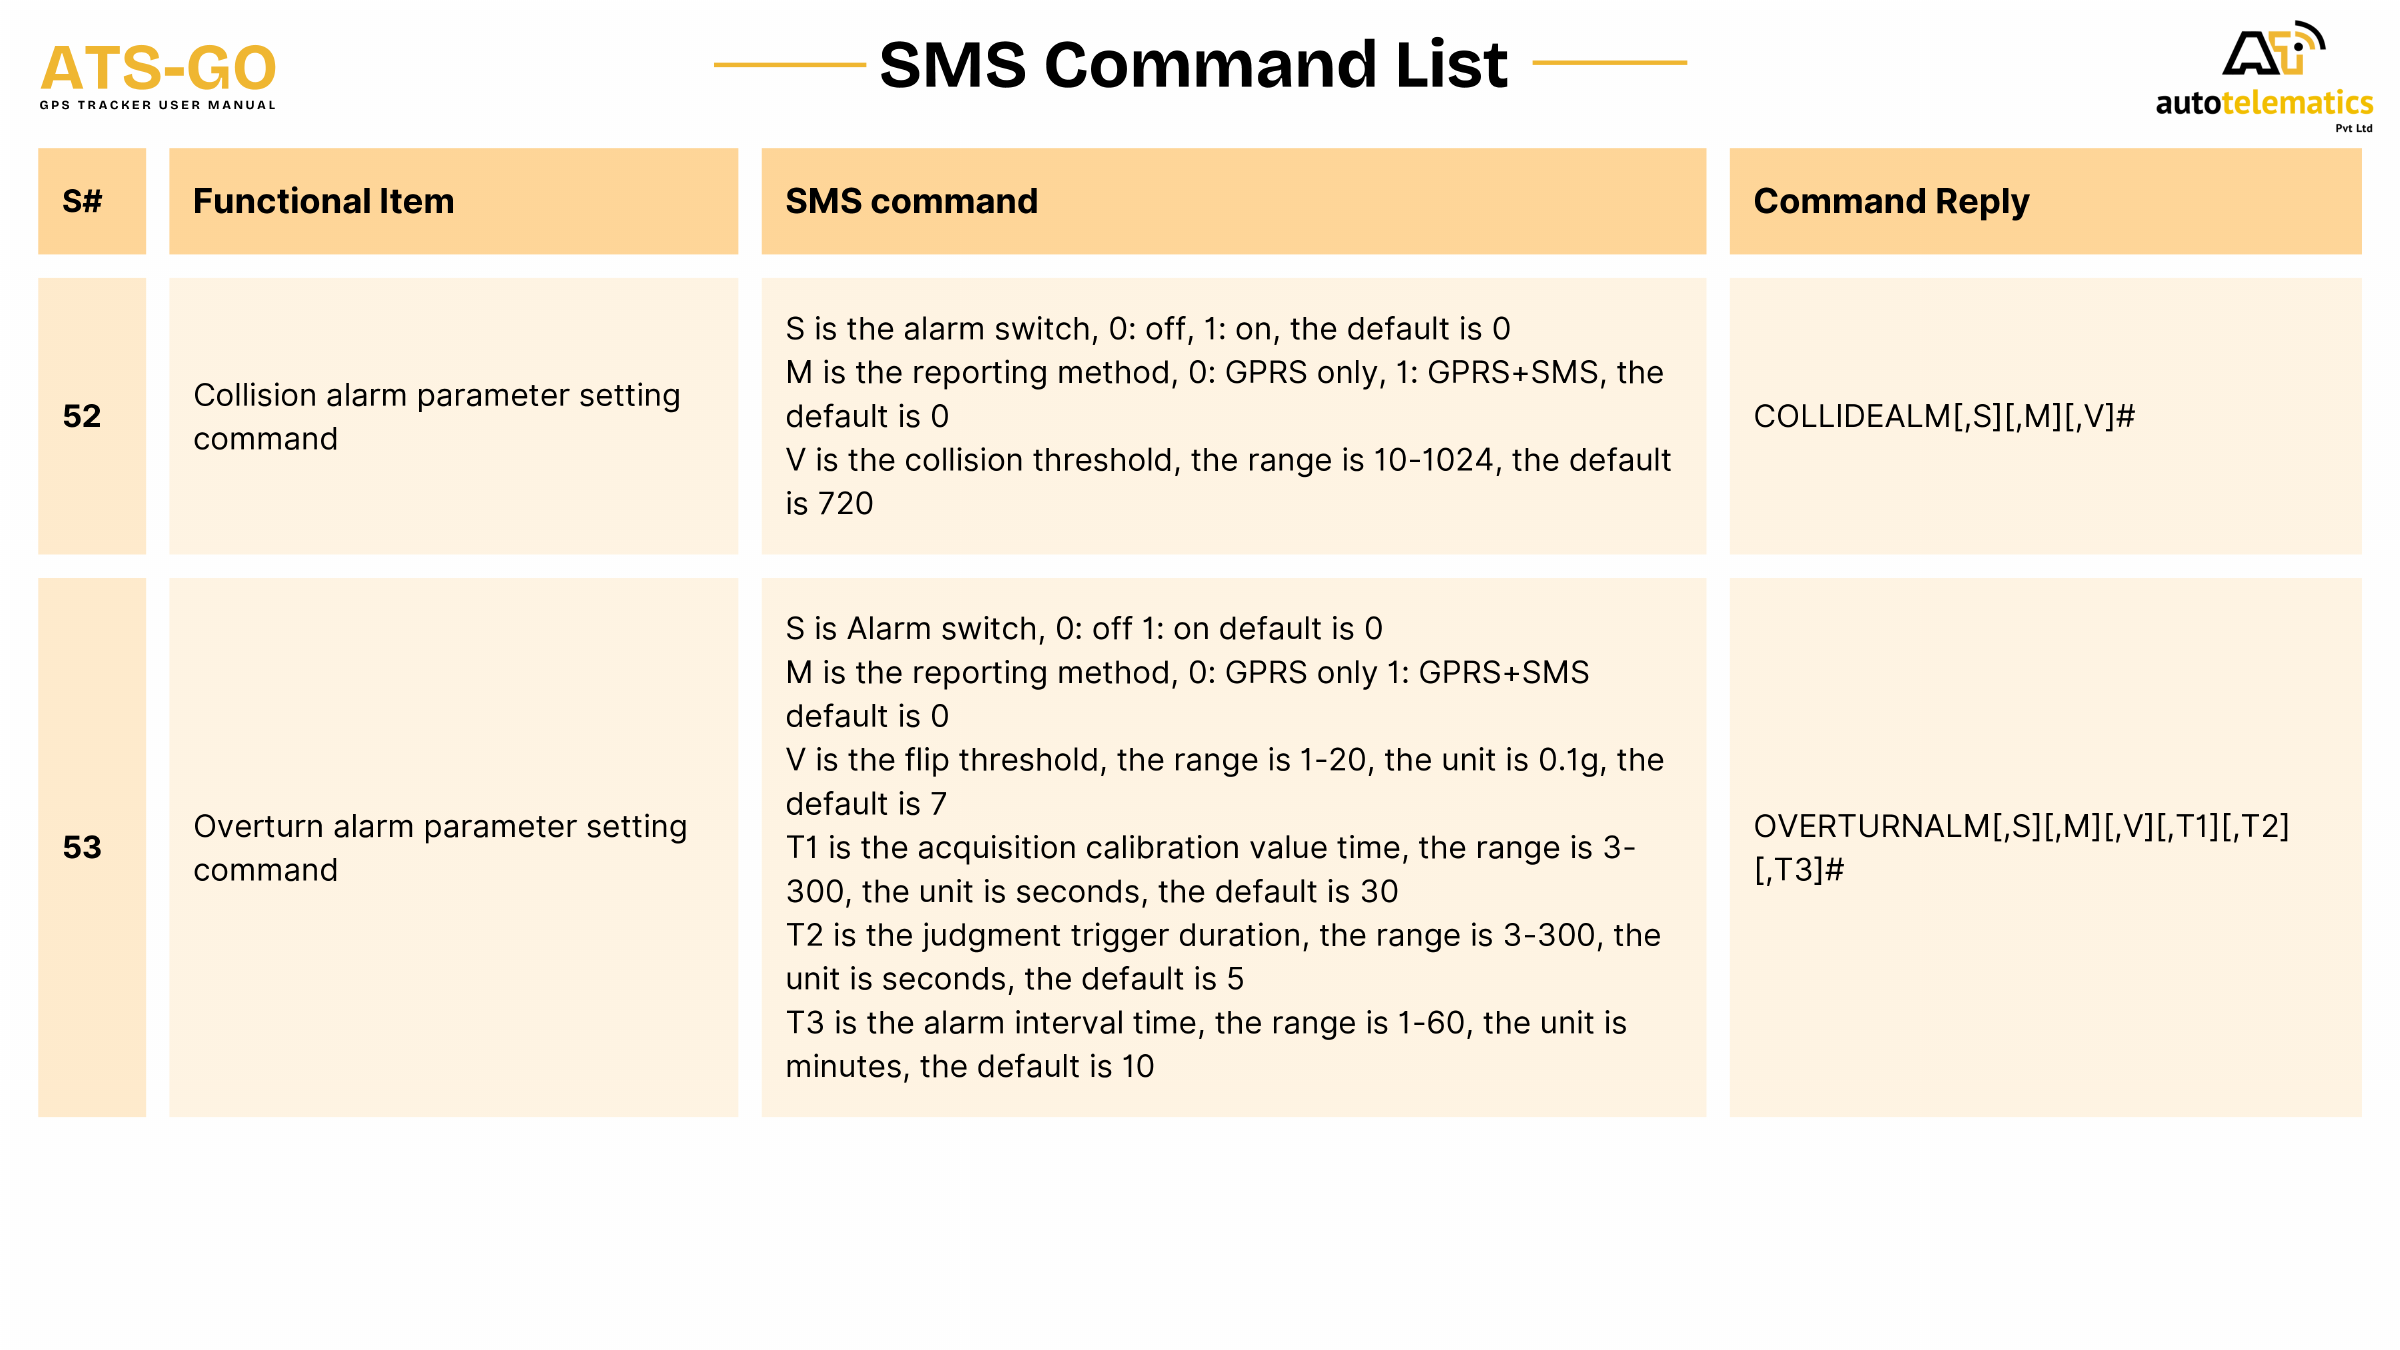 ATS-GO
GPS TRACKER USER MANUAL
SMS Command List
autotelematics
Pvt Ltd
S#
Functional Item
SMS command
Command Reply
52
Collision alarm parameter setting
command
S is the alarm switch, 0: off, 1: on, the default is 0
M is the reporting method, 0: GPRS only, 1: GPRS+SMS, the
default is 0
V is the collision threshold, the range is 10-1024, the default
is 720
COLLIDEALM[,S][,M][,V]#
53
Overturn alarm parameter setting
command
S is Alarm switch, 0: off 1: on default is 0
M is the reporting method, 0: GPRS only 1: GPRS+SMS
default is 0
V is the flip threshold, the range is 1-20, the unit is 0.1g, the
default is 7
T1 is the acquisition calibration value time, the range is 3-
300, the unit is seconds, the default is 30
T2 is the judgment trigger duration, the range is 3-300, the
unit is seconds, the default is 5
T3 is the alarm interval time, the range is 1-60, the unit is
minutes, the default is 10
OVERTURNALM[,S][,M][,V][,T1][,T2]
[,T3]#